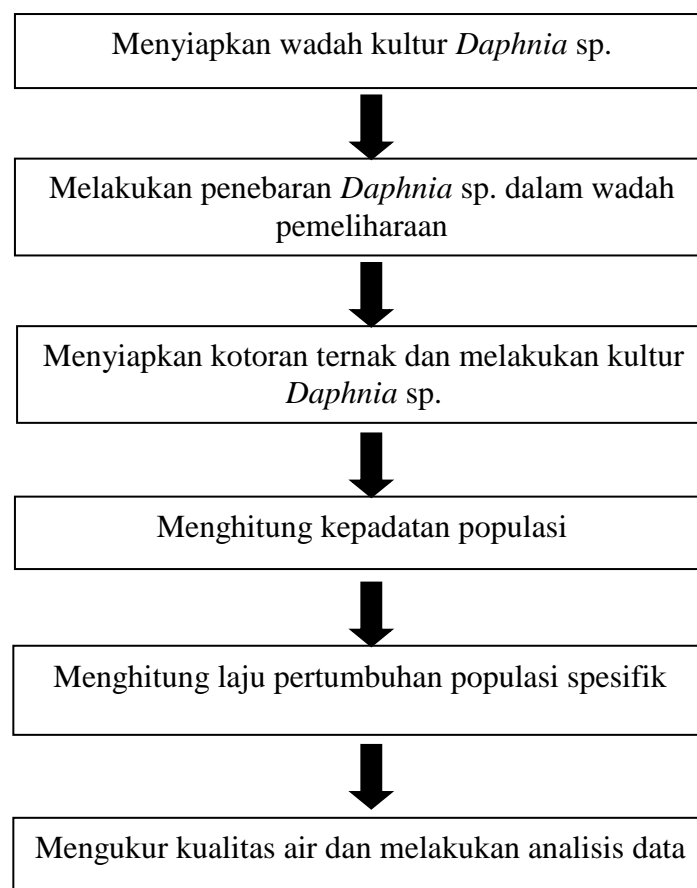 Menyiapkan wadah kultur Daphnia sp.
Melakukan penebaran Daphnia sp. dalam wadah
pemeliharaan
Menyiapkan kotoran ternak dan melakukan kultur
Daphnia sp.
Menghitung kepadatan populasi
Menghitung laju pertumbuhan populasi spesifik
Mengukur kualitas air dan melakukan analisis data